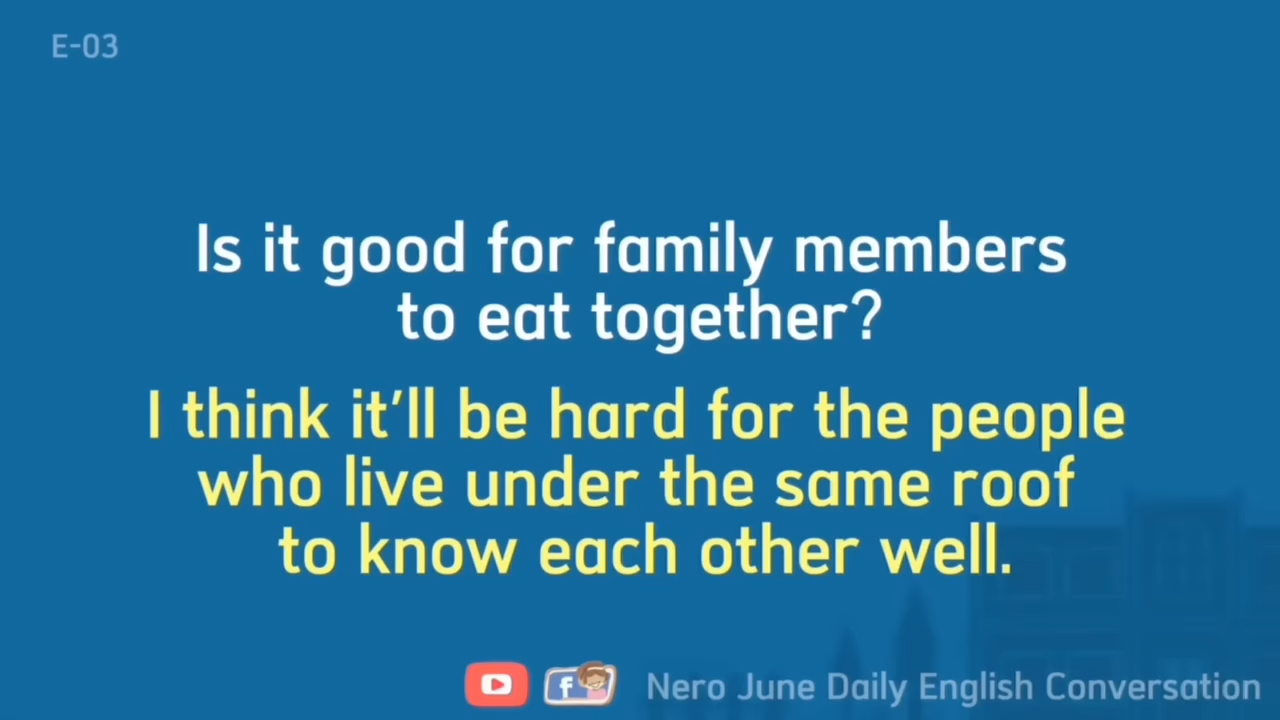 E-03
Is it good for family members
to eat together?
I think it'll be hard for the people
who live under the same roof
to know each other well.
f
Nero June Daily English Conversation